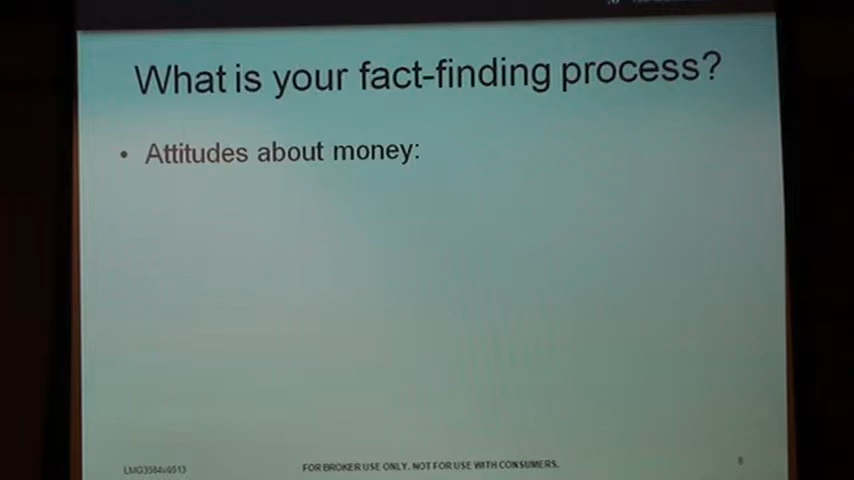 What is your fact-finding process?
• Attitudes about money:
FOR BROKER USE ONLY. NOT FOR USE WITH CONSUMERS.